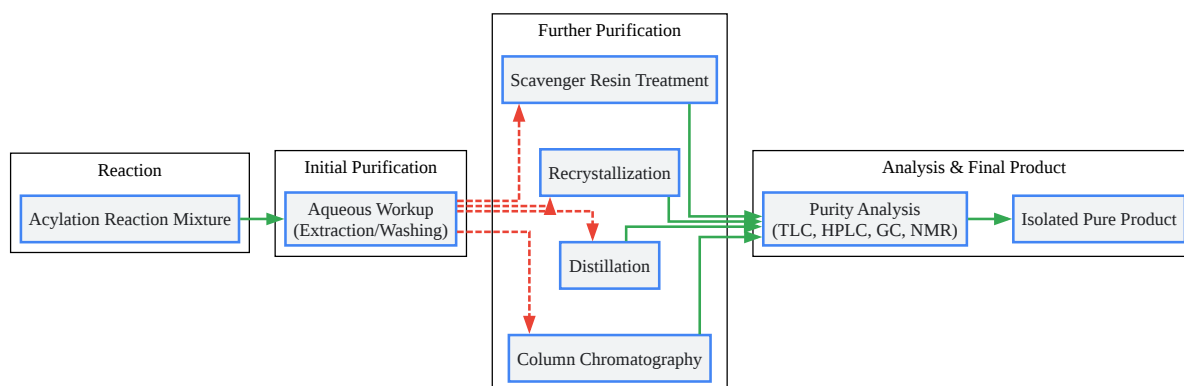 Reaction
Acylation Reaction Mixture
Initial Purification
Aqueous Workup
(Extraction/Washing)
Further Purification
Scavenger Resin Treatment
Recrystallization
Distillation
Column Chromatography
Analysis & Final Product
Purity Analysis
(TLC, HPLC, GC, NMR)
Isolated Pure Product